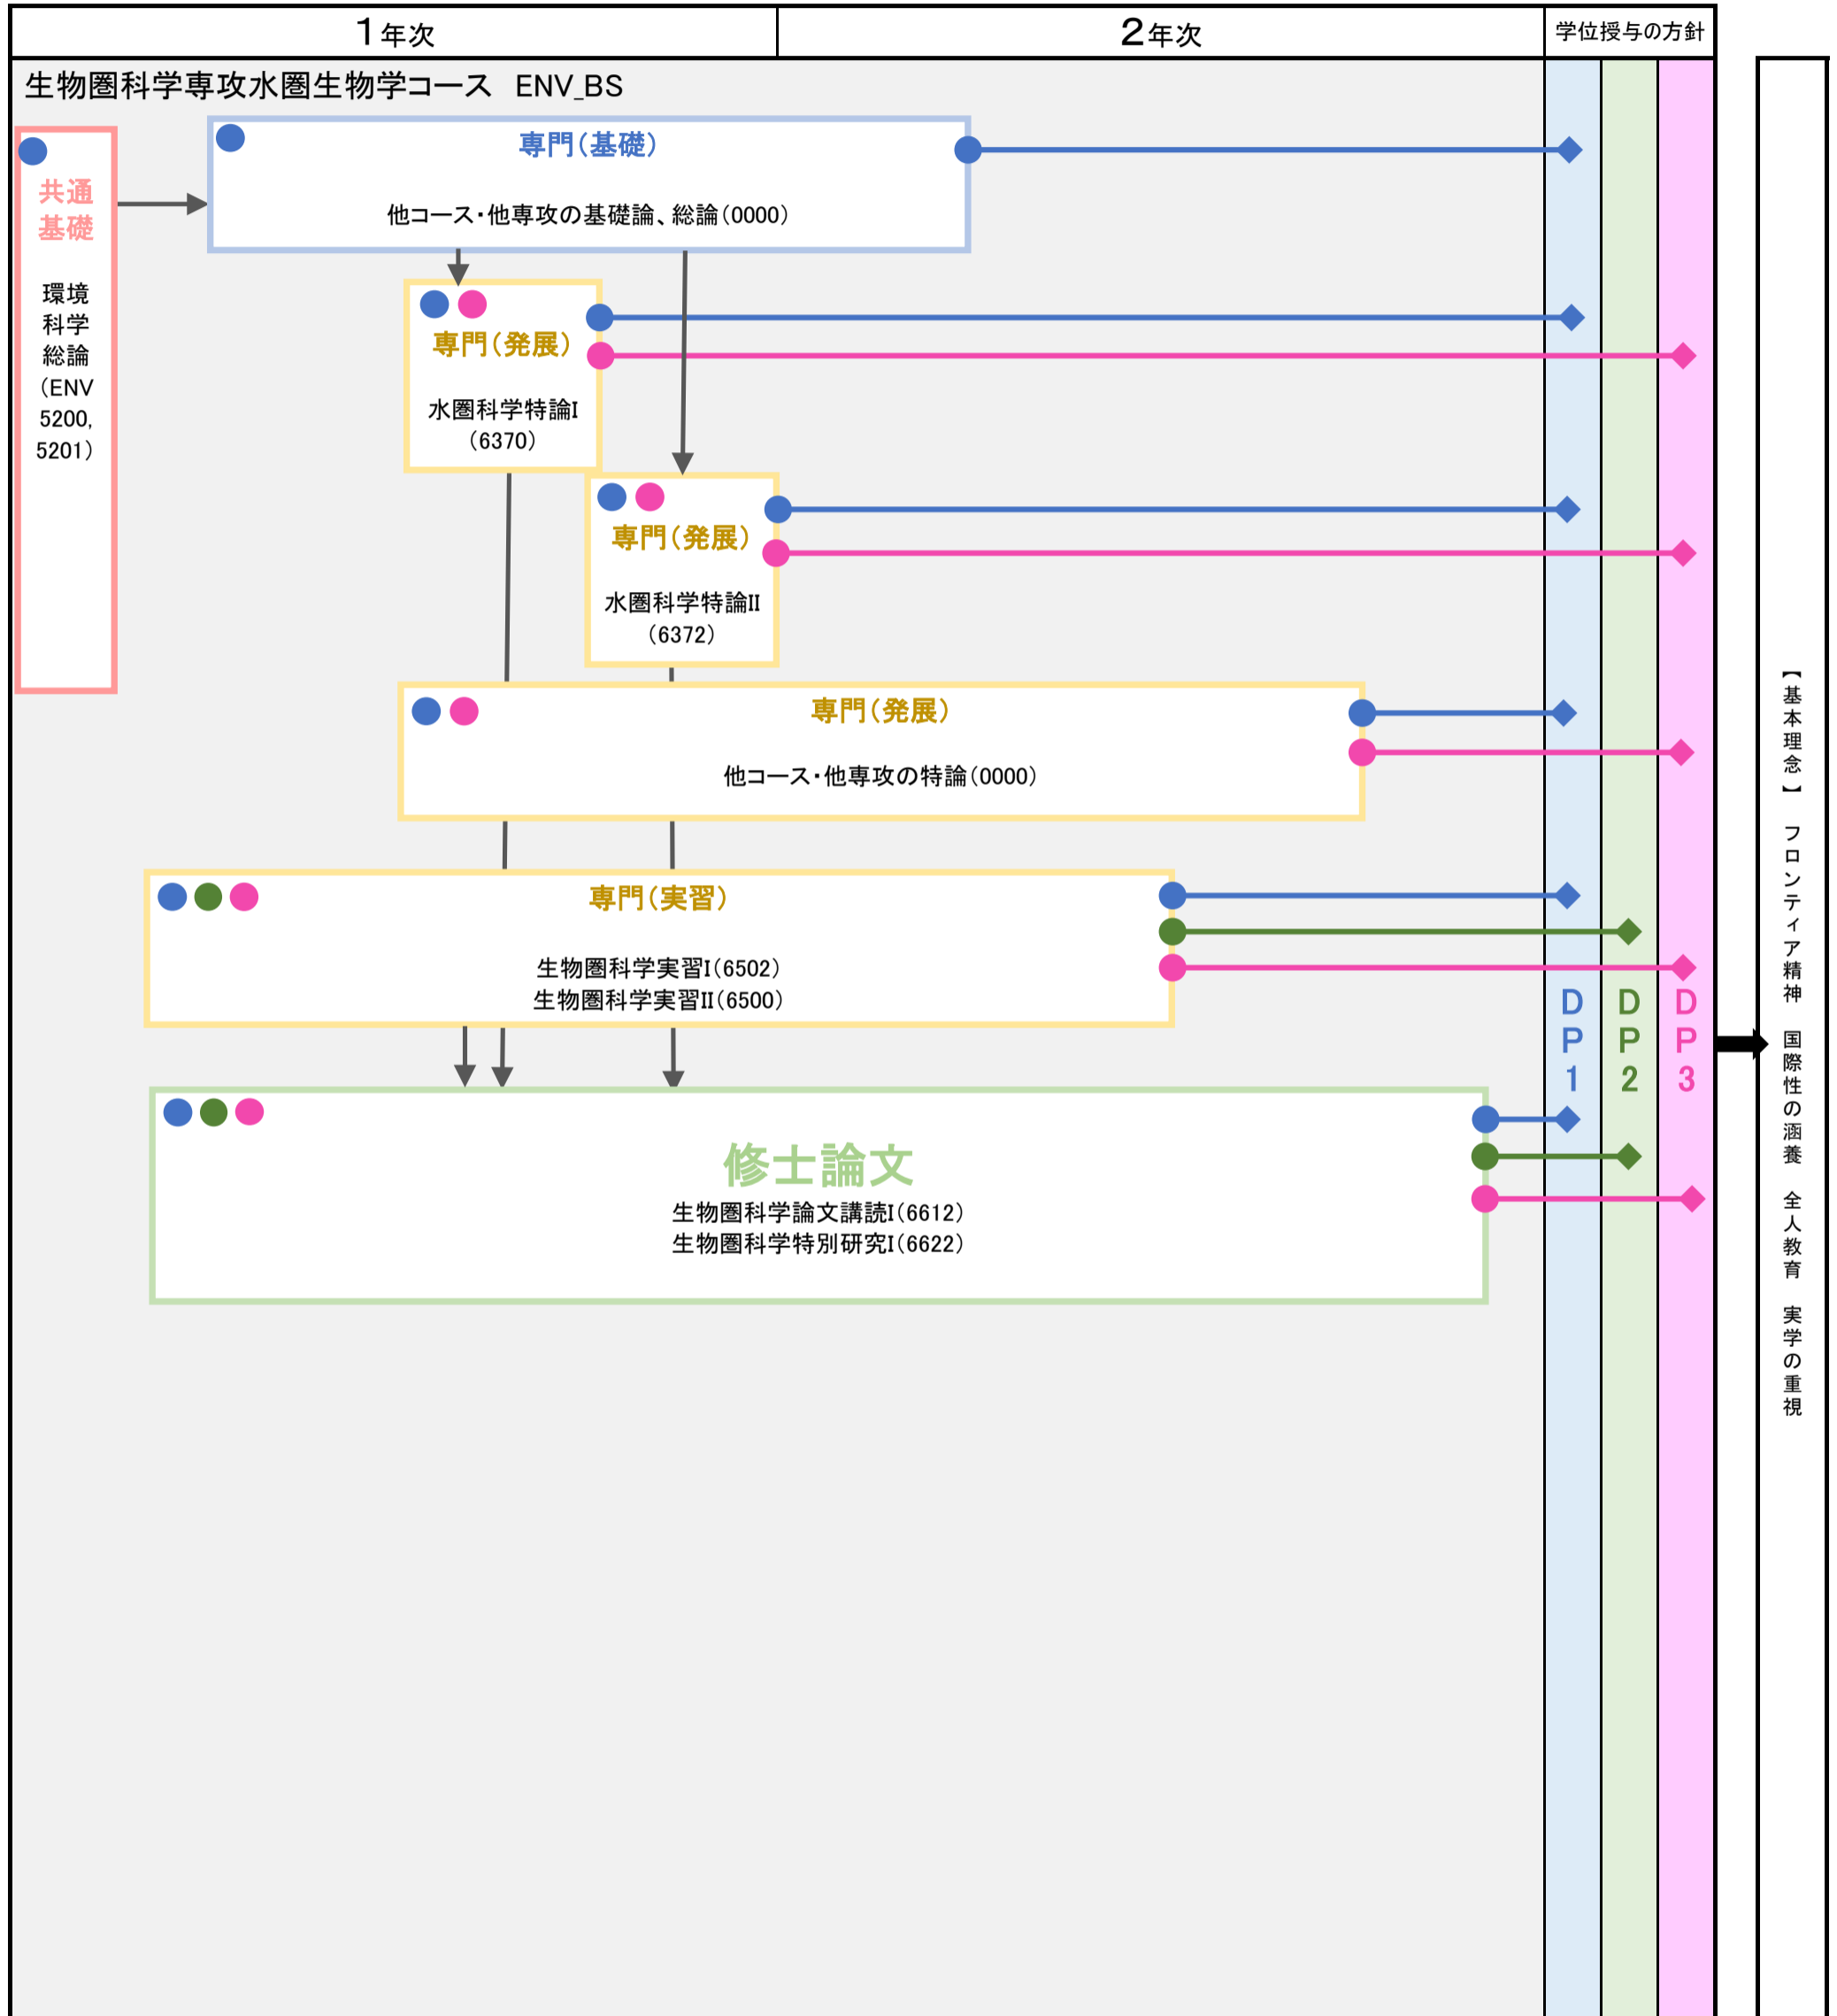 1年次
2年次
学位授与の方針
生物圏科学専攻水圏生物学コース　ENV_BS
共通
基礎
環境
科学
総論
（ENV
5200,
5201）
専門（基礎）
他コース・他専攻の基礎論、総論（0000）
専門（発展）
水圏科学特論I
（6370）
専門（発展）
水圏科学特論II
（6372）
専門（発展）
他コース・他専攻の特論（0000）
専門（実習）
生物圏科学実習I（6502）
生物圏科学実習II（6500）
修士論文
生物圏科学論文講読I（6612）
生物圏科学特別研究I（6622）
DP1
DP2
DP3
【基本理念】　フロンティア精神　国際性の涵養　全人教育　実学の重視